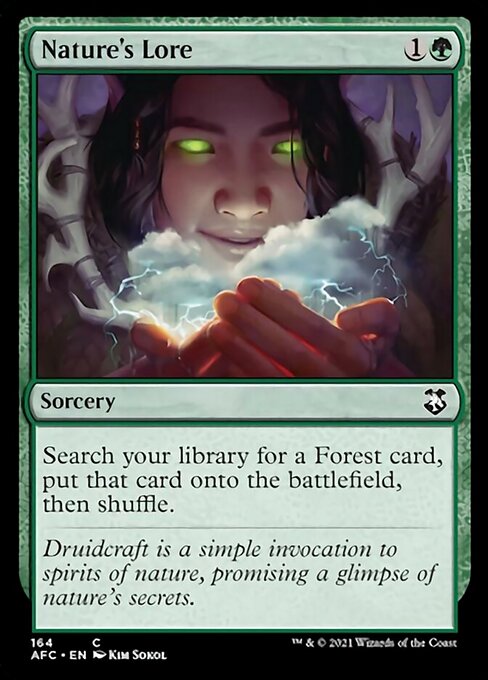 Nature's Lore 1
Sorcery
Search your library for a Forest card,
put that card onto the battlefield,
then shuffle.
Druidcraft is a simple invocation to
spirits of nature, promising a glimpse of
nature's secrets.
164 C ™ & © 2021 Wizards of the Coast
AFC • EN Kim Sokol